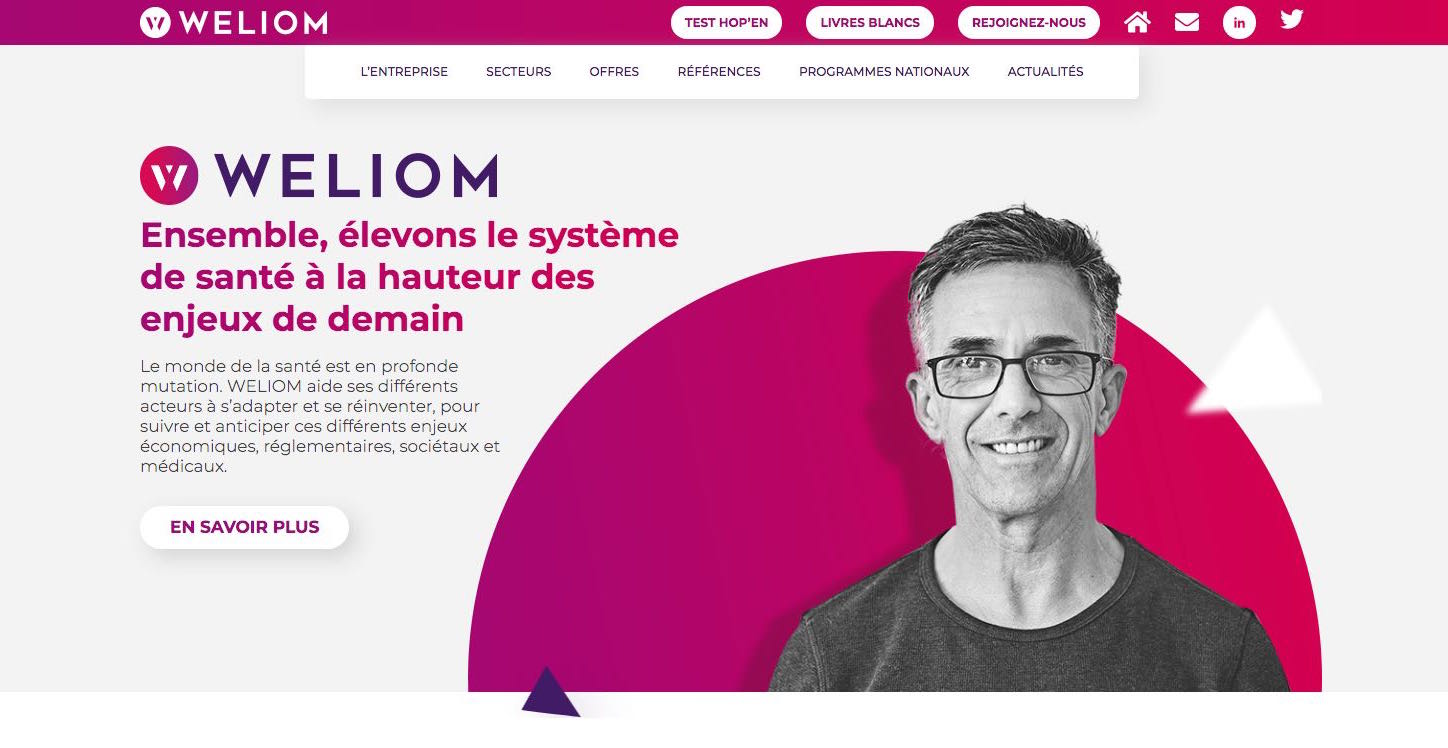 WELIOM
TEST HOP'EN
LIVRES BLANCS
REJOIGNEZ-NOUS
in
L'ENTREPRISE
SECTEURS
OFFRES
RÉFÉRENCES
PROGRAMMES NATIONAUX
ACTUALITÉS
W WELIOM
Ensemble, élevons le système
de santé à la hauteur des
enjeux de demain
Le monde de la santé est en profonde
mutation. WELIOM aide ses différents
acteurs à s'adapter et se réinventer, pour
suivre et anticiper ces différents enjeux
économiques, réglementaires, sociétaux et
médicaux.
EN SAVOIR PLUS